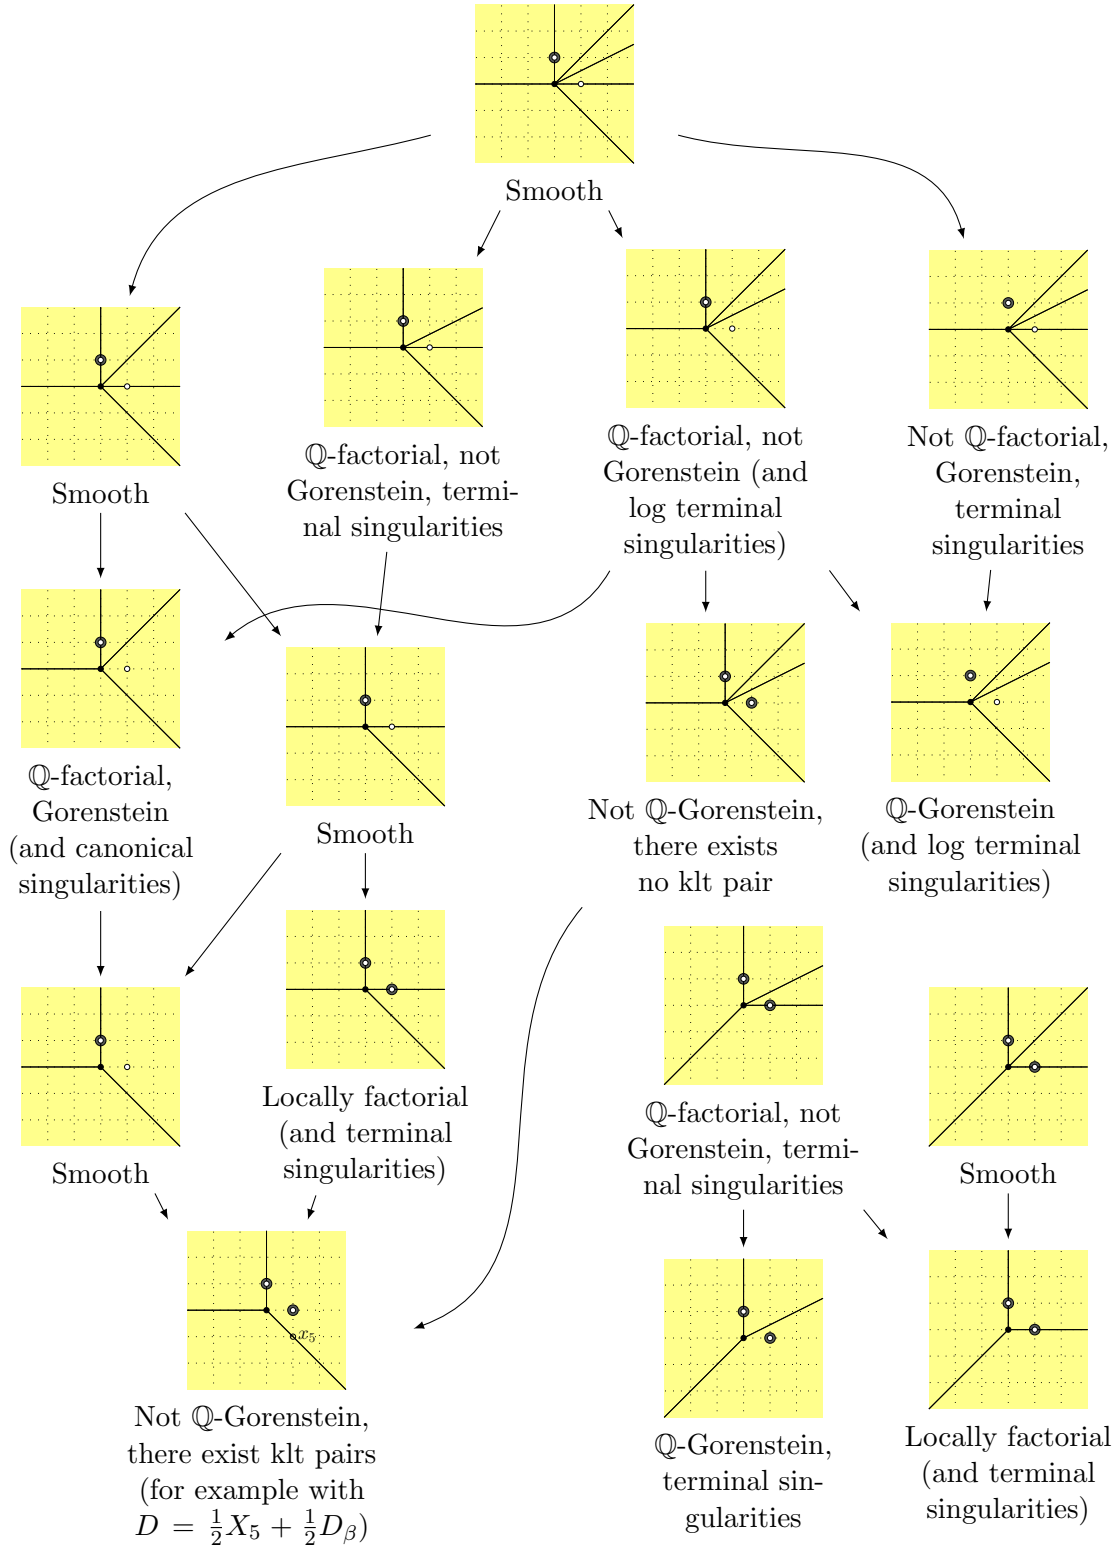 Smooth
Smooth
ℚ-factorial, not
Gorenstein, termi-
nal singularities
ℚ-factorial, not
Gorenstein (and
log terminal
singularities)
Not ℚ-factorial,
Gorenstein,
terminal
singularities
ℚ-factorial,
Gorenstein
(and canonical
singularities)
Smooth
Not ℚ-Gorenstein,
there exists
no klt pair
ℚ-Gorenstein
(and log terminal
singularities)
Smooth
Locally factorial
(and terminal
singularities)
ℚ-factorial, not
Gorenstein, termi-
nal singularities
Smooth
x₅
Not ℚ-Gorenstein,
there exist klt pairs
(for example with
D = ½X₅ + ½D_β)
ℚ-Gorenstein,
terminal sin-
gularities
Locally factorial
(and terminal
singularities)